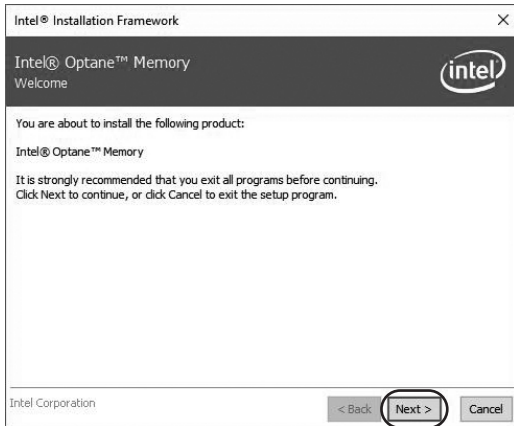 Intel® Installation Framework
Intel® Optane™ Memory
Welcome
intel
You are about to install the following product:
Intel® Optane™ Memory
It is strongly recommended that you exit all programs before continuing.
Click Next to continue, or click Cancel to exit the setup program.
Intel Corporation
< Back Next > Cancel